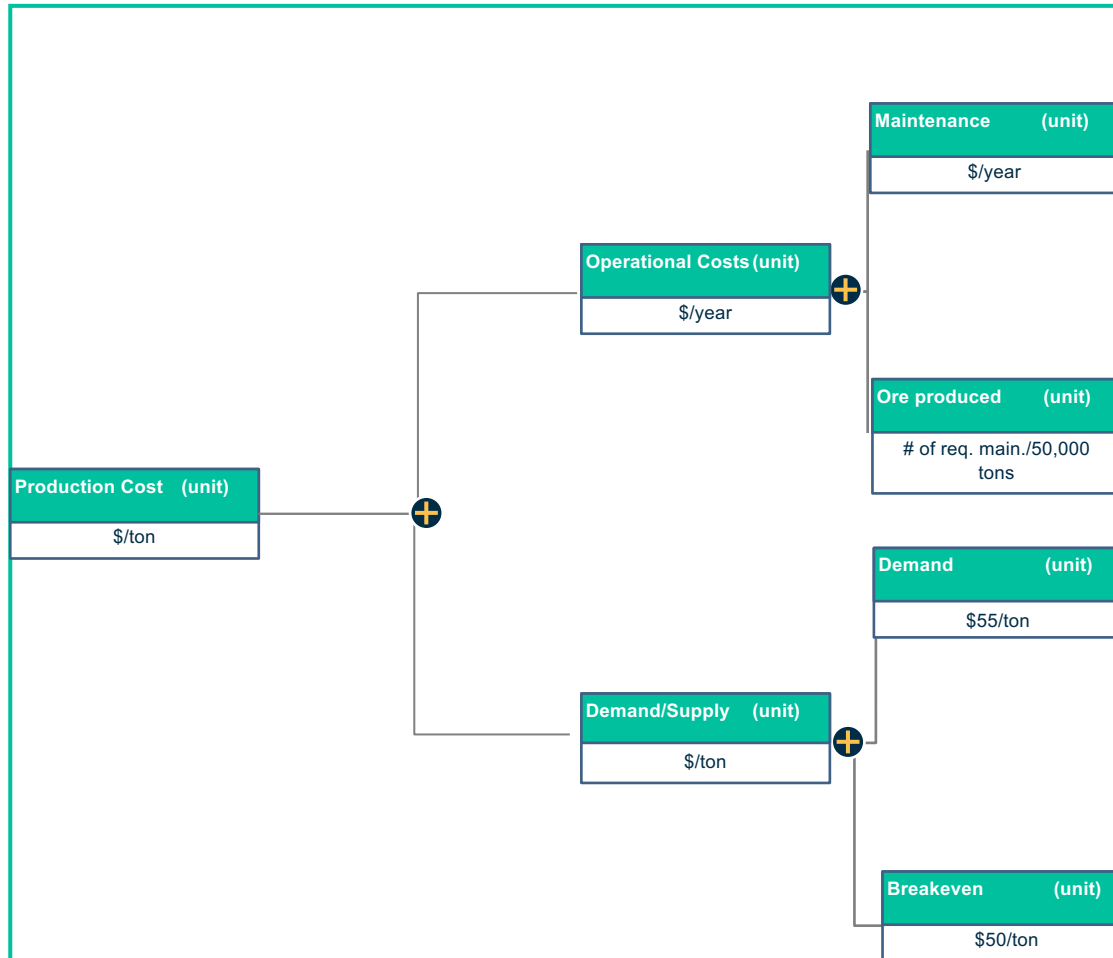 Maintenance (unit)
$/year
Operational Costs (unit)
$/year
Ore produced (unit)
# of req. main./50,000
tons
Production Cost (unit)
$/ton
Demand (unit)
$55/ton
Demand/Supply (unit)
$/ton
Breakeven (unit)
$50/ton